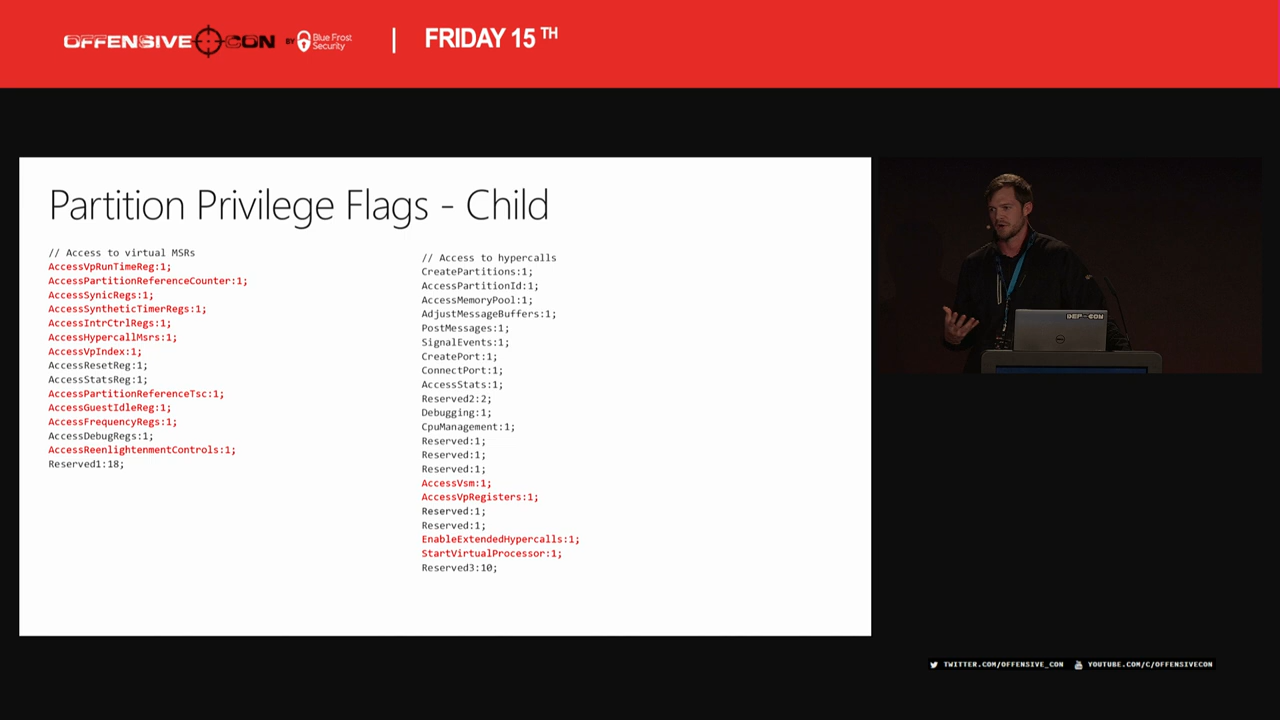 OFFENSIVE CON BY Blue Frost Security | FRIDAY 15 TH
Partition Privilege Flags - Child
// Access to virtual MSRs
AccessVpRunTimeReg:1;
AccessPartitionReferenceCounter:1;
AccessSynicRegs:1;
AccessSyntheticTimerRegs:1;
AccessIntrCtrlRegs:1;
AccessHypercallMsrs:1;
AccessVpIndex:1;
AccessResetReg:1;
AccessStatsReg:1;
AccessPartitionReferenceTsc:1;
AccessGuestIdleReg:1;
AccessFrequencyRegs:1;
AccessDebugRegs:1;
AccessReenlightenmentControls:1;
Reserved1:18;
// Access to hypercalls
CreatePartitions:1;
AccessPartitionId:1;
AccessMemoryPool:1;
AdjustMessageBuffers:1;
PostMessages:1;
SignalEvents:1;
CreatePort:1;
ConnectPort:1;
AccessStats:1;
Reserved2:2;
Debugging:1;
CpuManagement:1;
Reserved:1;
Reserved:1;
Reserved:1;
AccessVsm:1;
AccessVpRegisters:1;
Reserved:1;
Reserved:1;
EnableExtendedHypercalls:1;
StartVirtualProcessor:1;
Reserved3:10;
DEF-CON
DELL
TWITTER.COM/OFFENSIVE_CON YOUTUBE.COM/C/OFFENSIVECON